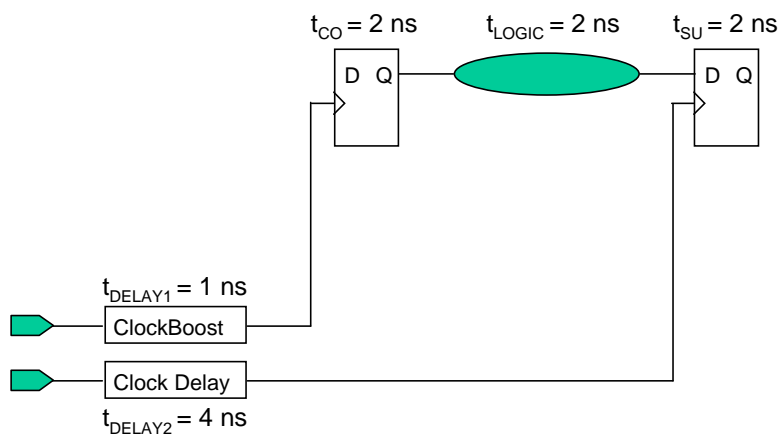 t_CO = 2 ns t_LOGIC = 2 ns t_SU = 2 ns
D Q D Q
t_DELAY1 = 1 ns
ClockBoost
Clock Delay
t_DELAY2 = 4 ns